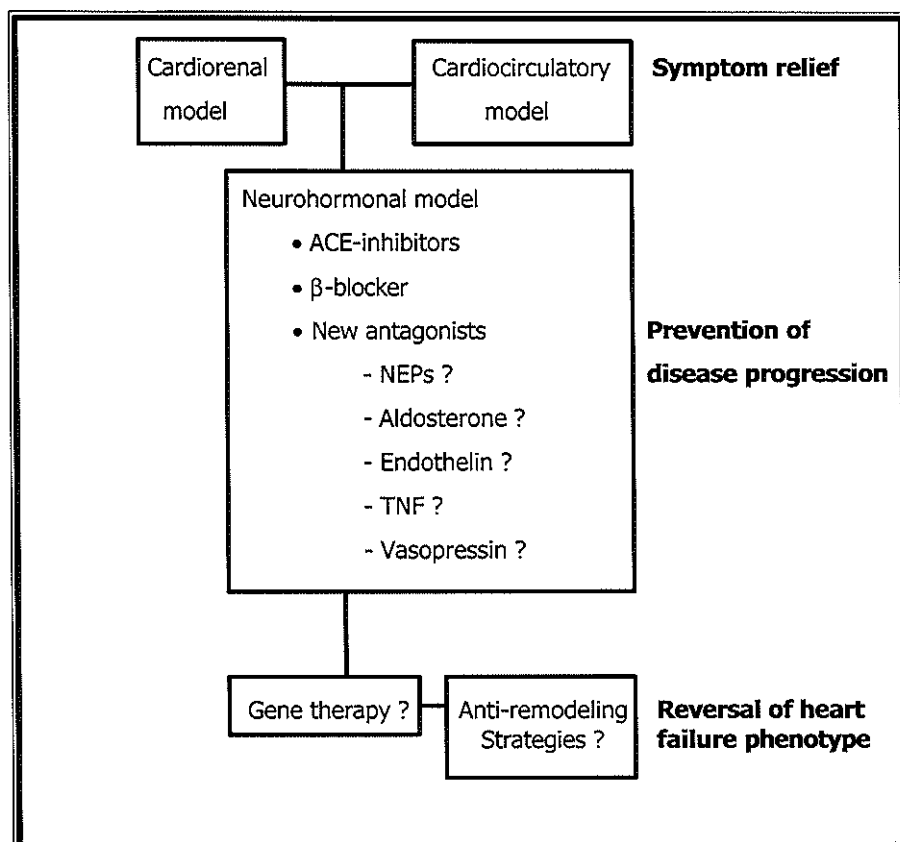 Cardiorenal
model
Cardiocirculatory
model
Symptom relief
Neurohormonal model
• ACE-inhibitors
• β-blocker
• New antagonists
- NEPs ?
- Aldosterone ?
- Endothelin ?
- TNF ?
- Vasopressin ?
Prevention of
disease progression
Gene therapy ?
Anti-remodeling
Strategies ?
Reversal of heart
failure phenotype